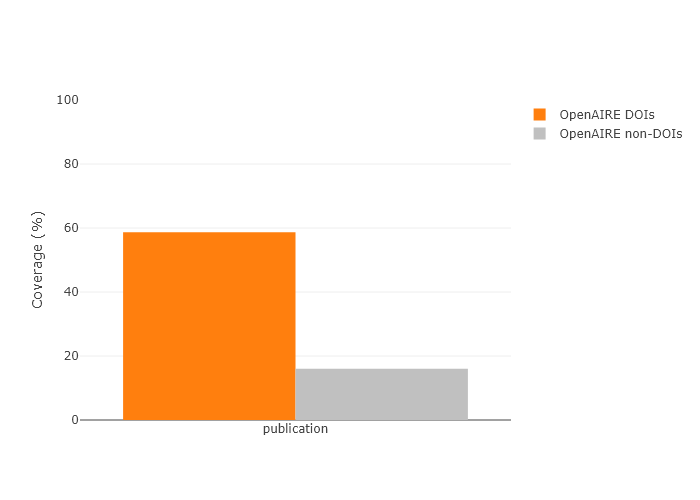 100
80
60
40
20
0
Coverage (%)
publication
OpenAIRE DOIs
OpenAIRE non-DOIs